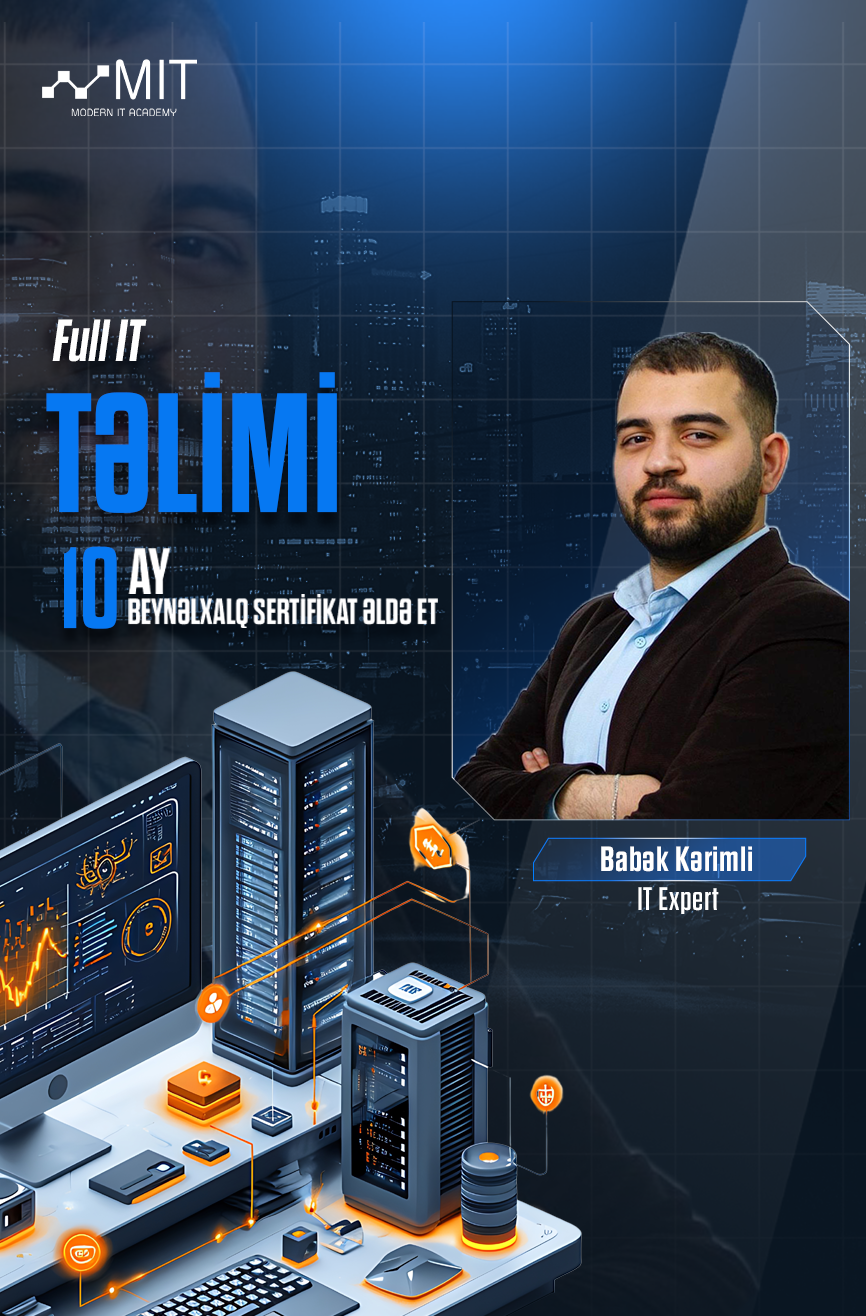 MIT
MODERN IT ACADEMY
Full IT
TƏLİMİ
10 AY
BEYNƏLXALQ SERTİFİKAT ƏLDƏ ET
Babək Kərimli
IT Expert